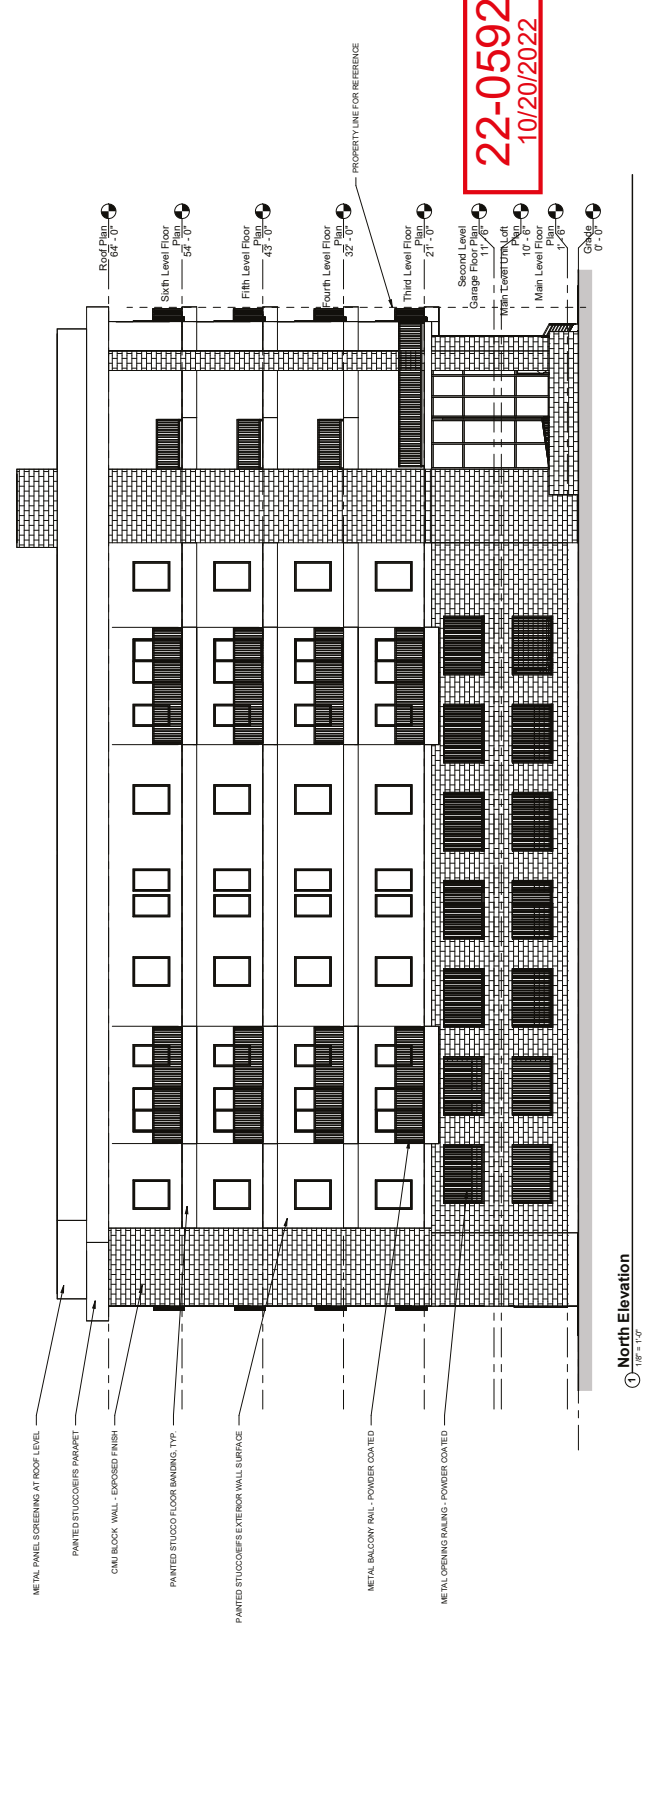 METAL PANEL SCREENING AT ROOF LEVEL
PAINTED STUCCO/EIFS PARAPET
CMU BLOCK WALL - EXPOSED FINISH
PAINTED STUCCO FLOOR BANDING, TYP.
PAINTED STUCCO/EIFS EXTERIOR WALL SURFACE
METAL BALCONY RAIL - POWDER COATED
METAL OPENING RAILING - POWDER COATED
PROPERTY LINE FOR REFERENCE
Roof Plan
64' - 0"
Sixth Level Floor
Plan
54' - 0"
Fifth Level Floor
Plan
43' - 0"
Fourth Level Floor
Plan
32' - 0"
Third Level Floor
Plan
21' - 0"
Second Level
Garage Floor Plan
11' - 6"
Main Level Unit Loft
Plan
10' - 6"
Main Level Floor
Plan
1' - 6"
Grade
0' - 0"
22-0592
10/20/2022
1
North Elevation
1/8" = 1'-0"